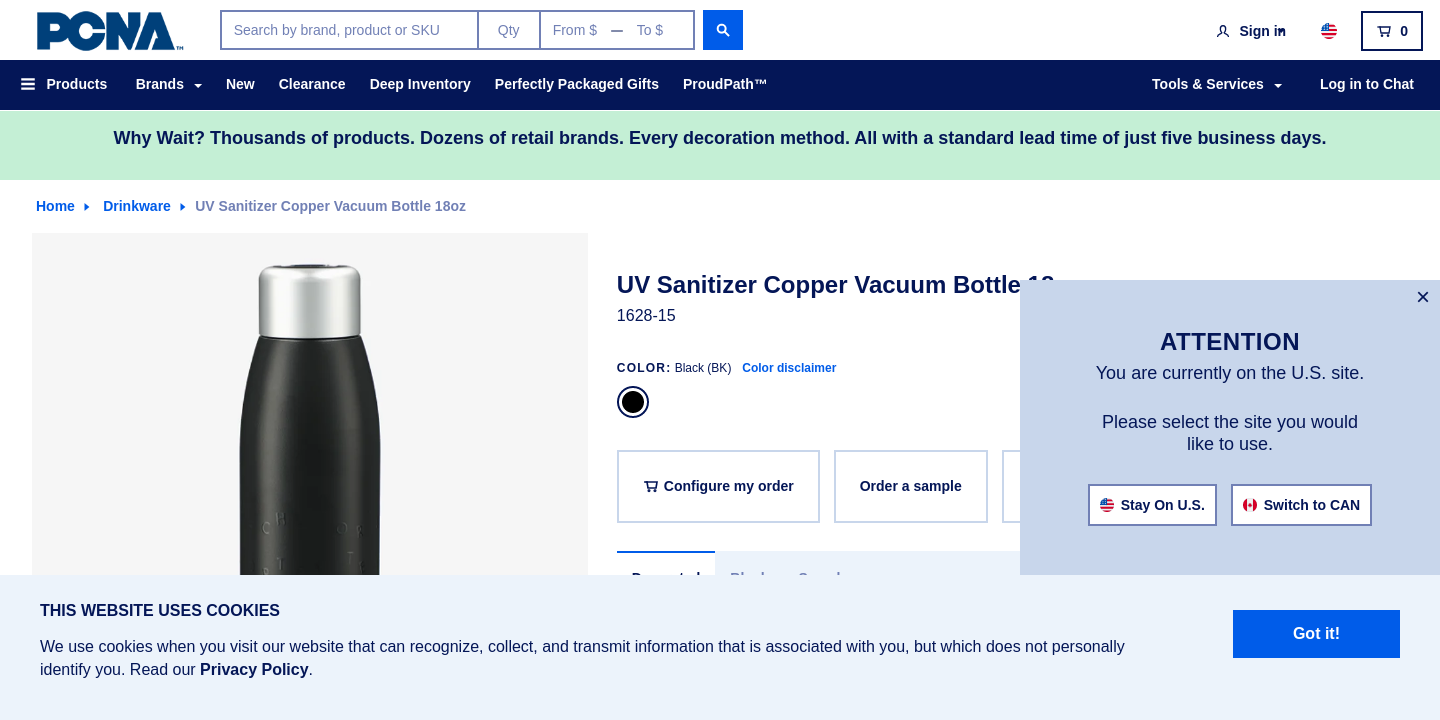 PCNA™
Search by brand, product or SKU Qty From $ — To $
Sign in
0
Products Brands New Clearance Deep Inventory Perfectly Packaged Gifts ProudPath™ Tools & Services Log in to Chat
Why Wait? Thousands of products. Dozens of retail brands. Every decoration method. All with a standard lead time of just five business days.
Home Drinkware UV Sanitizer Copper Vacuum Bottle 18oz
UV Sanitizer Copper Vacuum Bottle
1628-15
COLOR: Black (BK) Color disclaimer
Configure my order Order a sample
×
ATTENTION
You are currently on the U.S. site.
Please select the site you would
like to use.
Stay On U.S. Switch to CAN
THIS WEBSITE USES COOKIES
We use cookies when you visit our website that can recognize, collect, and transmit information that is associated with you, but which does not personally
identify you. Read our Privacy Policy.
Got it!